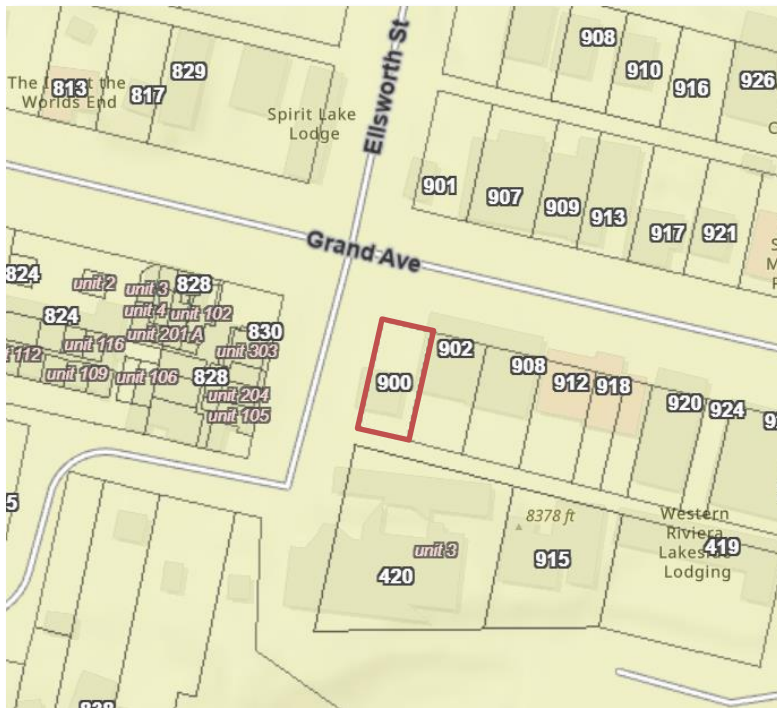 908
910
916
926
829
The I
t the
813
817
Worlds End
Spirit Lake
Lodge
Ellsworth St
901
907
909
913
917
921
Grand Ave
824
unit 2
unit 3
828
unit 4
unit 102
824
unit 201 A
830
unit 116
unit 303
112
unit 109
unit 106
828
unit 204
unit 105
900
902
908
912
918
920
924
8378 ft
Western
Riviera
Lakeside
Lodging
419
unit 3
420
915
5